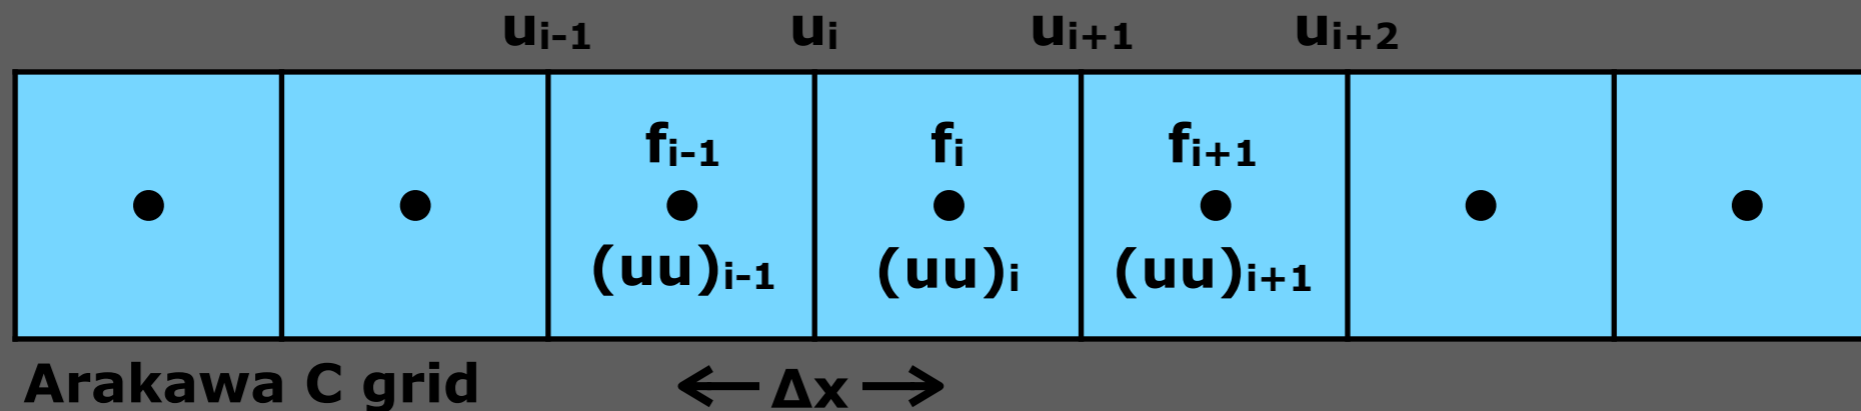 uᵢ₋₁ uᵢ uᵢ₊₁ uᵢ₊₂
fᵢ₋₁ fᵢ fᵢ₊₁
(uu)ᵢ₋₁ (uu)ᵢ (uu)ᵢ₊₁
Arakawa C grid ← Δx →